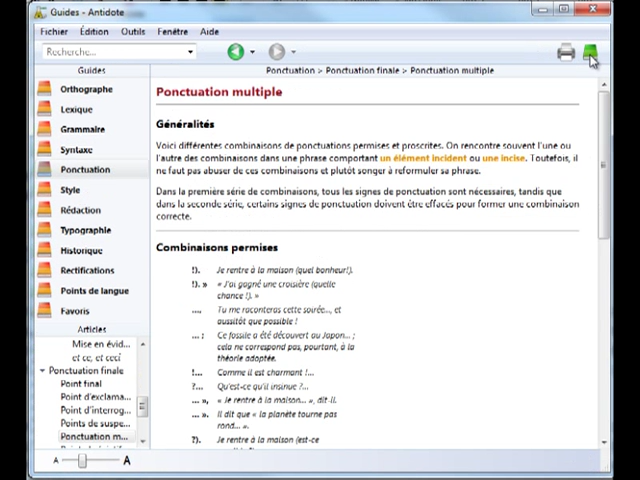 Guides - Antidote
Fichier Édition Outils Fenêtre Aide
Recherche...
Guides
Ponctuation > Ponctuation finale > Ponctuation multiple
Orthographe
Lexique
Grammaire
Syntaxe
Ponctuation
Style
Rédaction
Typographie
Historique
Rectifications
Points de langue
Favoris
Articles
Mise en évid...
et ce, et ceci
Ponctuation finale
Point final
Point d'exclama...
Point d'interrog...
Points de suspe...
Ponctuation m...
A A
Ponctuation multiple
Généralités
Voici différentes combinaisons de ponctuations permises et proscrites. On rencontre souvent l'une ou
l'autre des combinaisons dans une phrase comportant un élément incident ou une incise. Toutefois, il
ne faut pas abuser de ces combinaisons et plutôt songer à reformuler sa phrase.
Dans la première série de combinaisons, tous les signes de ponctuation sont nécessaires, tandis que
dans la seconde série, certains signes de ponctuation doivent être effacés pour former une combinaison
correcte.
Combinaisons permises
!). Je rentre à la maison (quel bonheur!).
!). » « J'ai gagné une croisière (quelle
chance !). »
..., Tu me raconteras cette soirée..., et
aussitôt que possible !
... ; Ce fossile a été découvert au Japon... ;
cela ne correspond pas, pourtant, à la
théorie adoptée.
!... Comme il est charmant !...
?... Qu'est-ce qu'il insinue ?...
... », « Je rentre à la maison... », dit-il.
... ». Il dit que « la planète tourne pas
rond... ».
?). Je rentre à la maison (est-ce